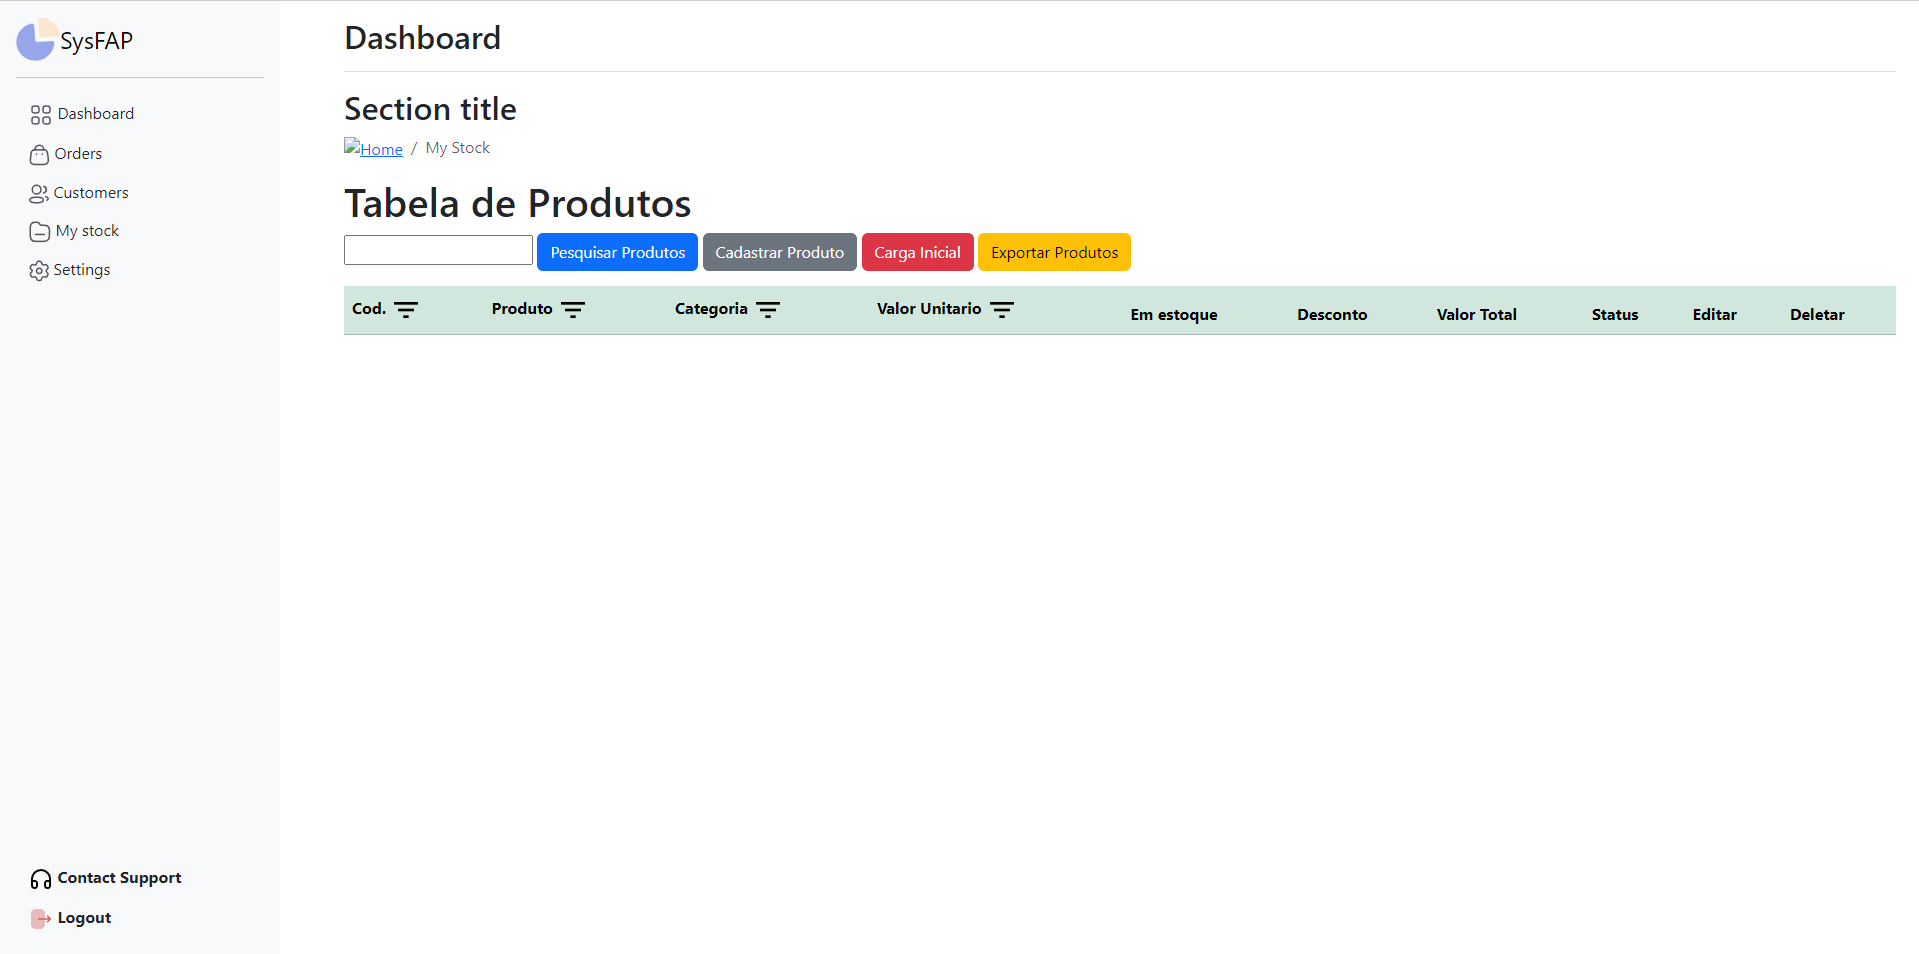 SysFAP
Dashboard
Orders
Customers
My stock
Settings
Contact Support
Logout
Dashboard
Section title
Home / My Stock
Tabela de Produtos
Pesquisar Produtos Cadastrar Produto Carga Inicial Exportar Produtos
Cod. Produto Categoria Valor Unitario Em estoque Desconto Valor Total Status Editar Deletar